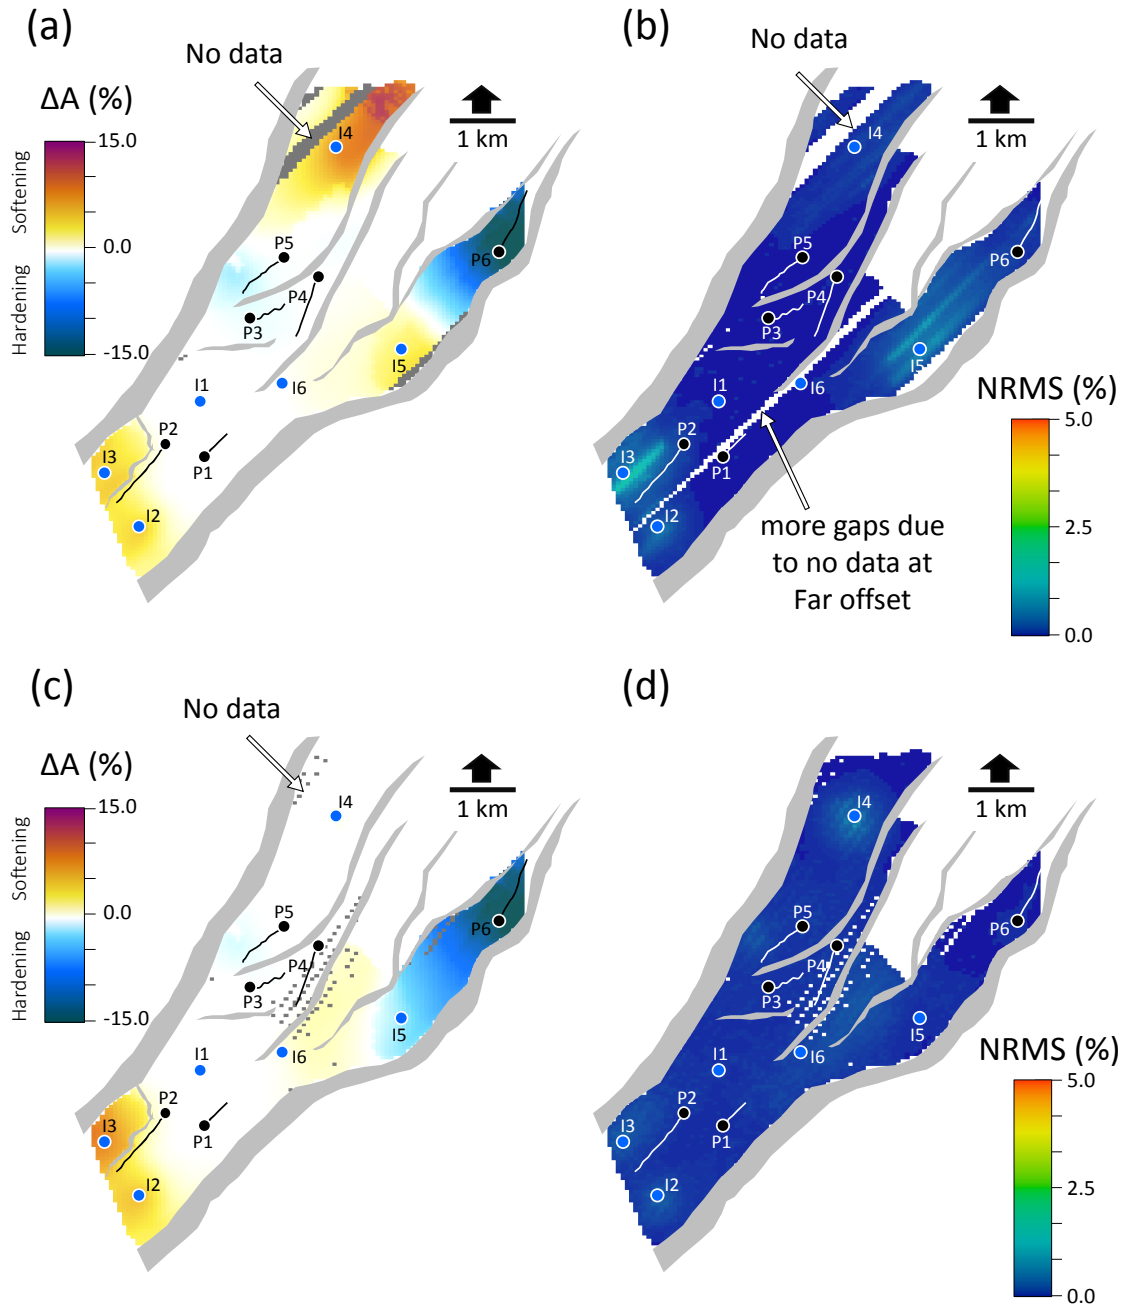 (a)
No data
ΔA (%)
15.0
0.0
-15.0
Softening
Hardening
1 km
I4
P5
P4
P3
P6
I5
I6
I1
P2
P1
I3
I2
(b)
No data
1 km
I4
P5
P4
P3
P6
I5
I6
I1
P2
P1
I3
I2
more gaps due
to no data at
Far offset
NRMS (%)
5.0
2.5
0.0
(c)
No data
ΔA (%)
15.0
0.0
-15.0
Softening
Hardening
1 km
I4
P5
P4
P3
P6
I5
I6
I1
P2
P1
I3
I2
(d)
1 km
I4
P5
P4
P3
P6
I5
I6
I1
P2
P1
I3
I2
NRMS (%)
5.0
2.5
0.0